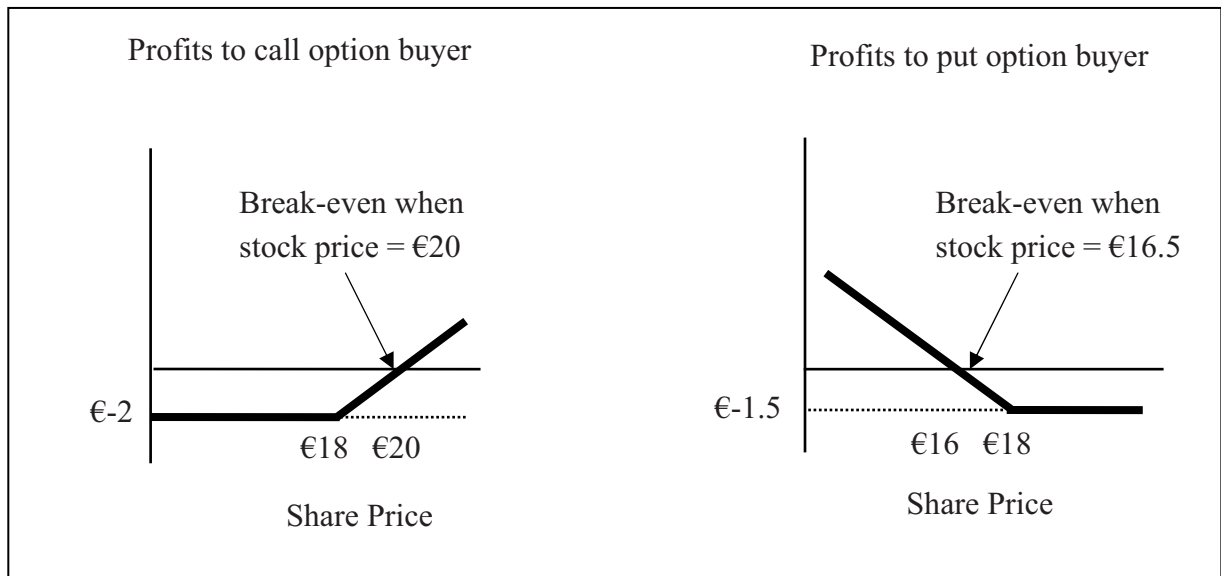 Profits to call option buyer
Break-even when
stock price = €20
€-2
€18 €20
Share Price
Profits to put option buyer
Break-even when
stock price = €16.5
€-1.5
€16 €18
Share Price